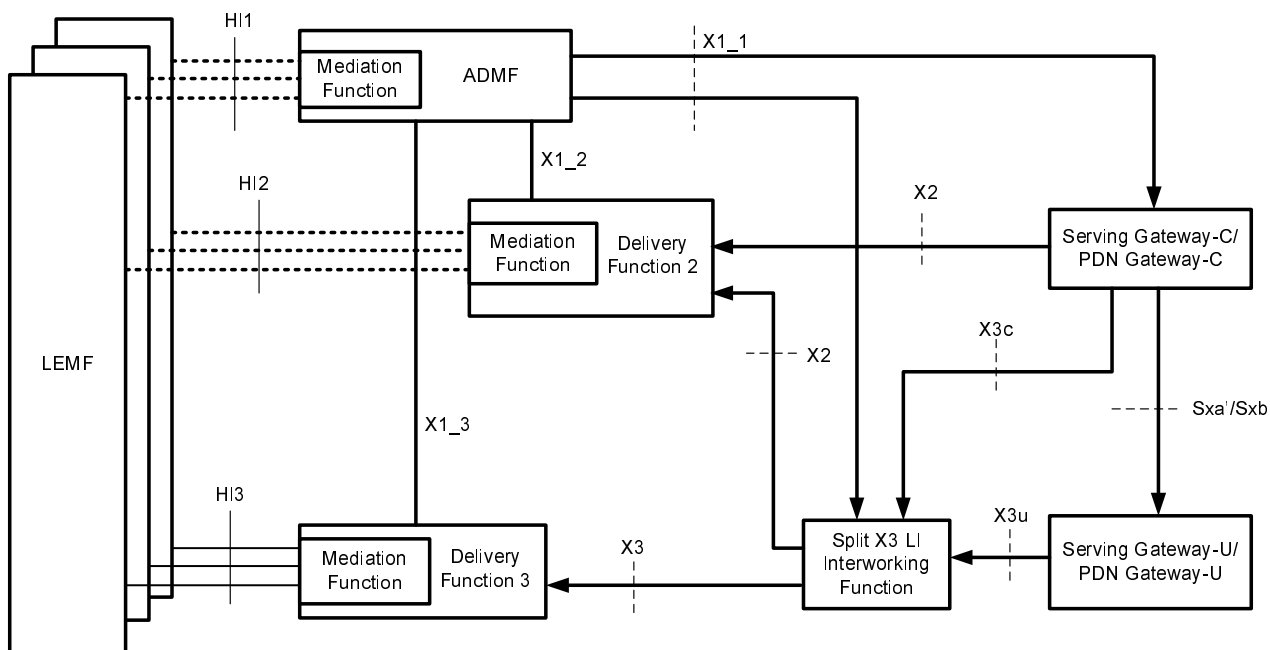 HI1
X1_1
Mediation
Function
ADMF
X1_2
HI2
X2
Mediation
Function
Delivery
Function 2
Serving Gateway-C/
PDN Gateway-C
X3c
X2
LEMF
Sxa'/Sxb
X1_3
HI3
X3
X3u
Mediation
Function
Delivery
Function 3
Split X3 LI
Interworking
Function
Serving Gateway-U/
PDN Gateway-U